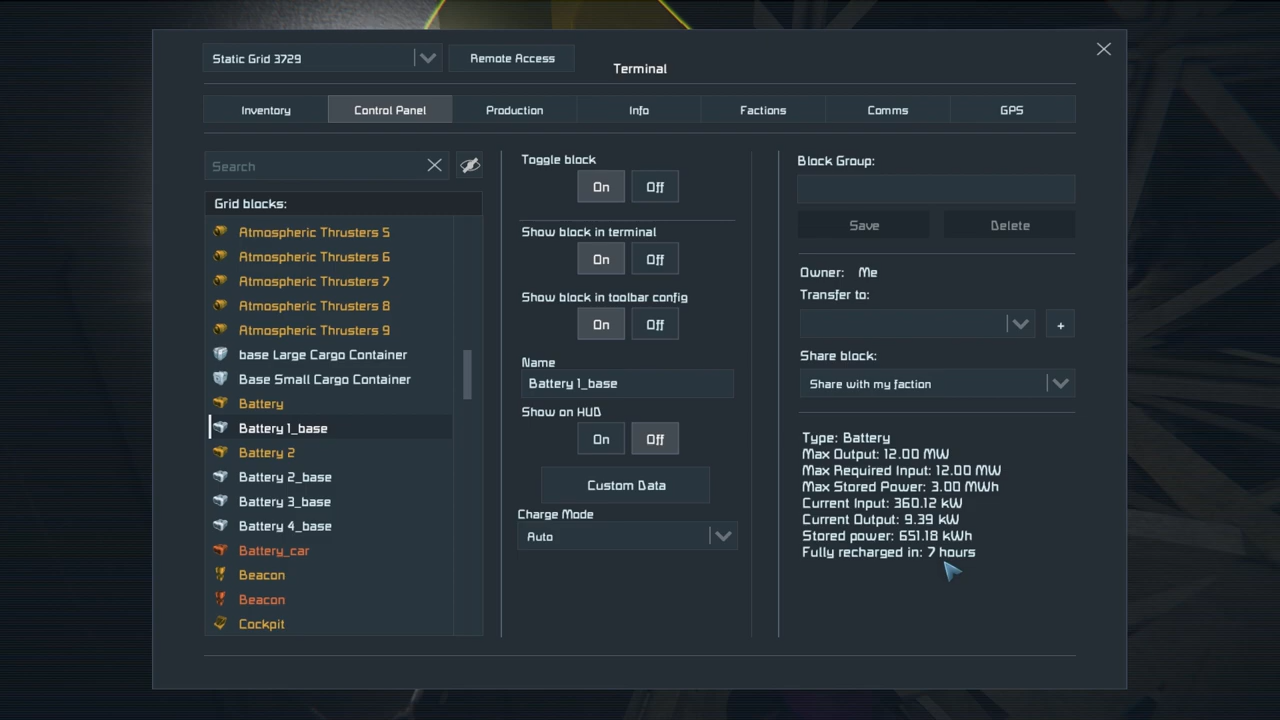 Static Grid 3729
Remote Access
Terminal
Inventory
Control Panel
Production
Info
Factions
Comms
GPS
Search
Grid blocks:
Atmospheric Thrusters 5
Atmospheric Thrusters 6
Atmospheric Thrusters 7
Atmospheric Thrusters 8
Atmospheric Thrusters 9
base Large Cargo Container
Base Small Cargo Container
Battery
Battery 1_base
Battery 2
Battery 2_base
Battery 3_base
Battery 4_base
Battery_car
Beacon
Beacon
Cockpit
Toggle block
On Off
Show block in terminal
On Off
Show block in toolbar config
On Off
Name
Battery 1_base
Show on HUD
On Off
Custom Data
Charge Mode
Auto
Block Group:
Save Delete
Owner: Me
Transfer to:
+
Share block:
Share with my faction
Type: Battery
Max Output: 12.00 MW
Max Required Input: 12.00 MW
Max Stored Power: 3.00 MWh
Current Input: 360.12 kW
Current Output: 9.39 kW
Stored power: 651.18 kWh
Fully recharged in: 7 hours